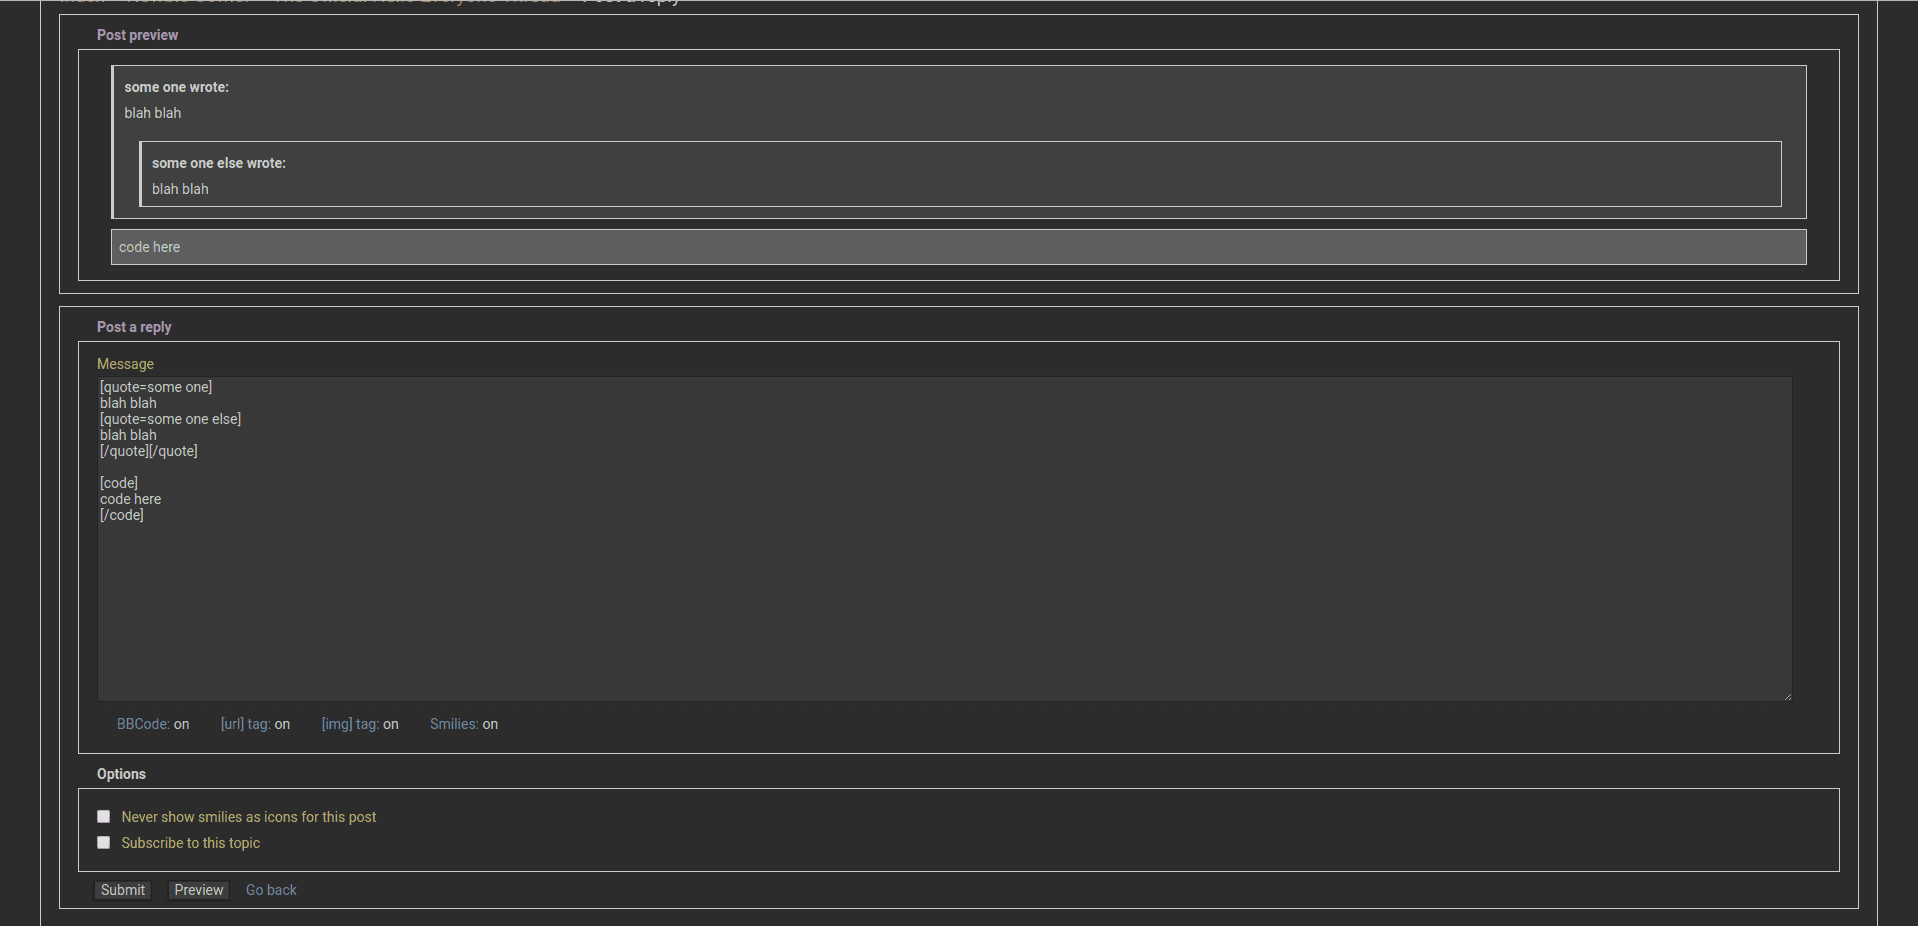 Post preview
some one wrote:
blah blah
some one else wrote:
blah blah
code here
Post a reply
Message
[quote=some one]
blah blah
[quote=some one else]
blah blah
[/quote][/quote]
[code]
code here
[/code]
BBCode: on [url] tag: on [img] tag: on Smilies: on
Options
Never show smilies as icons for this post
Subscribe to this topic
Submit Preview Go back